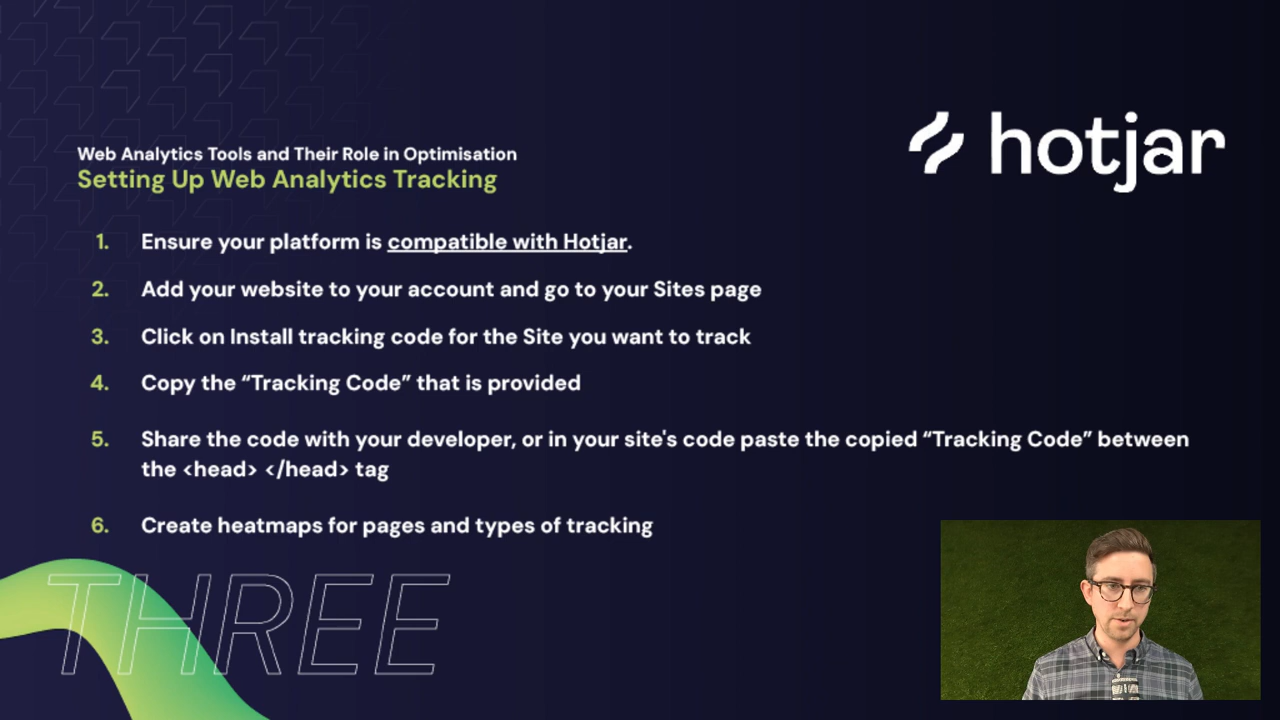 hotjar
Web Analytics Tools and Their Role in Optimisation
Setting Up Web Analytics Tracking
1. Ensure your platform is compatible with Hotjar.
2. Add your website to your account and go to your Sites page
3. Click on Install tracking code for the Site you want to track
4. Copy the “Tracking Code” that is provided
5. Share the code with your developer, or in your site's code paste the copied “Tracking Code” between
the <head> </head> tag
6. Create heatmaps for pages and types of tracking
THREE